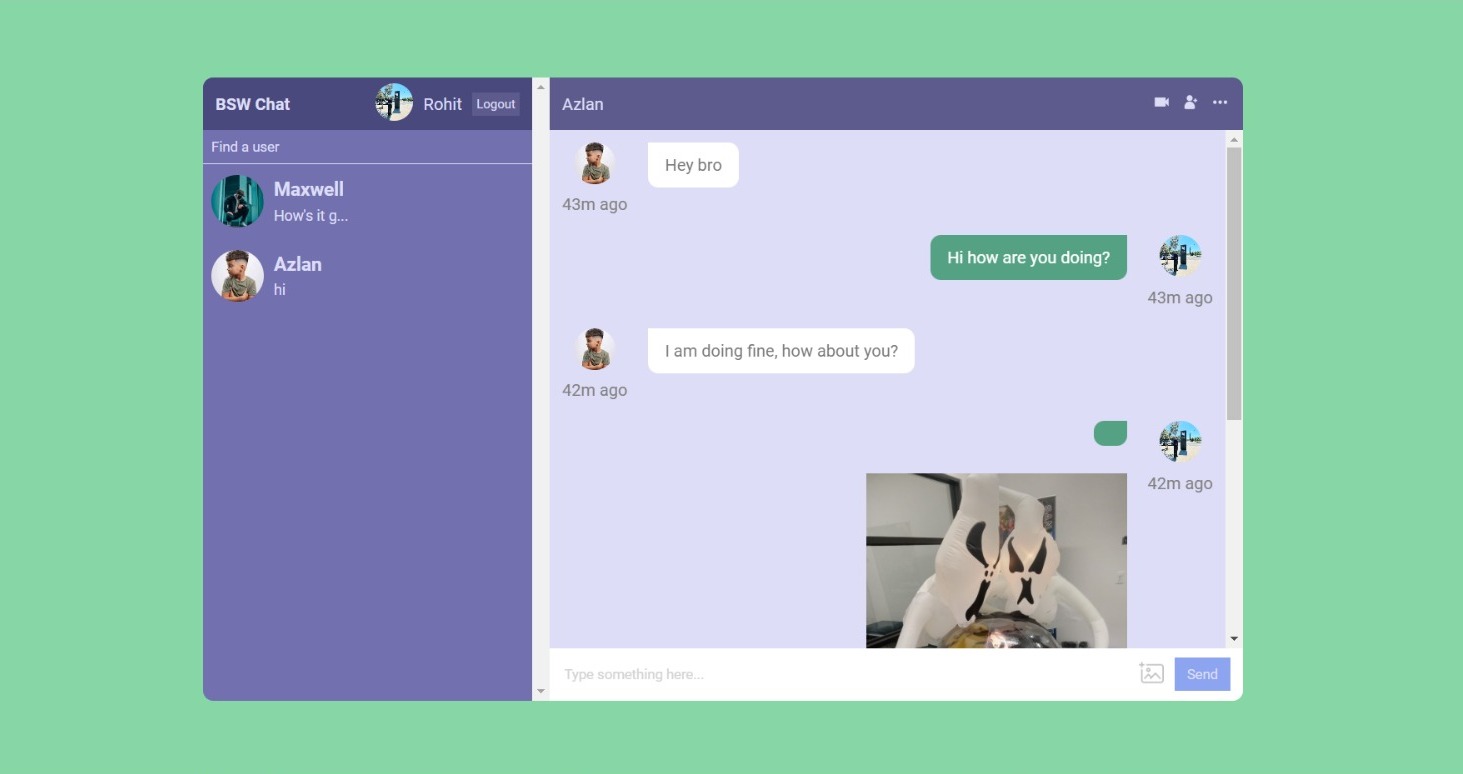 BSW Chat
Rohit
Logout
Find a user
Maxwell
How's it g...
Azlan
hi
Azlan
Hey bro
43m ago
Hi how are you doing?
43m ago
I am doing fine, how about you?
42m ago
42m ago
Type something here...
Send